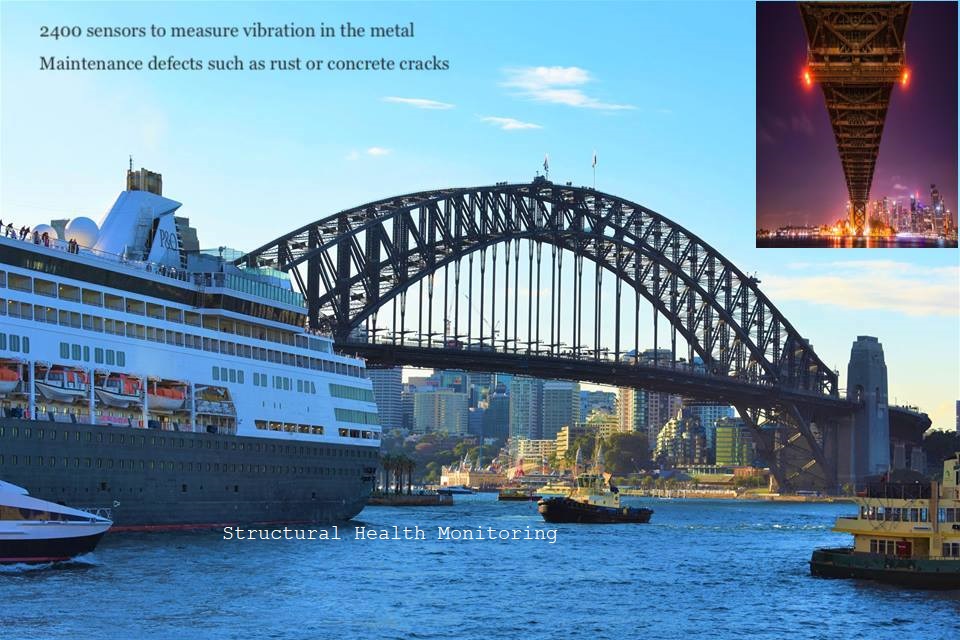 2400 sensors to measure vibration in the metal
Maintenance defects such as rust or concrete cracks
P&O
Structural Health Monitoring